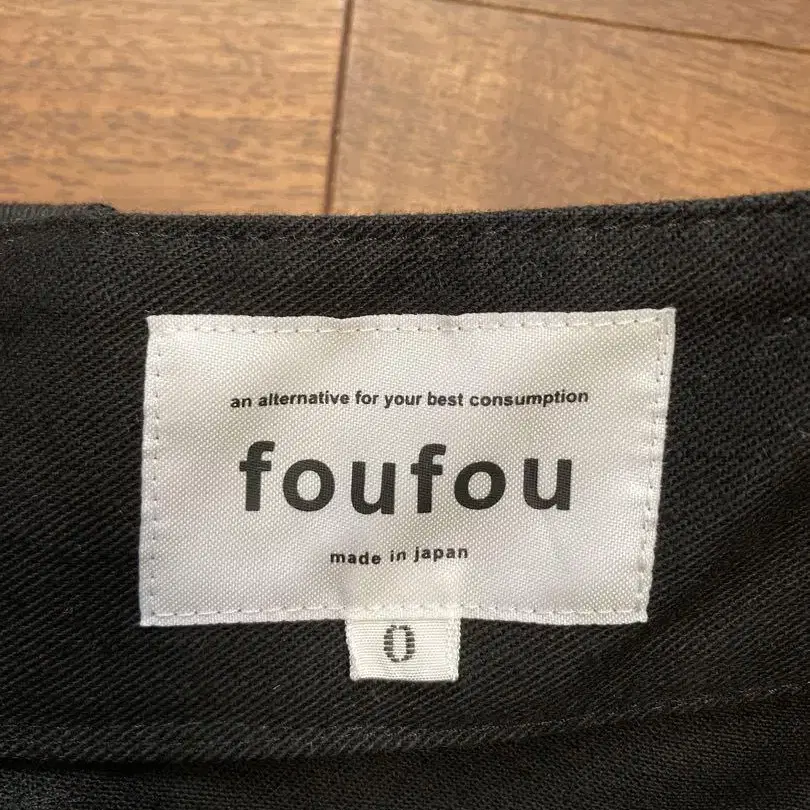 an alternative for your best consumption
foufou
made in japan
0